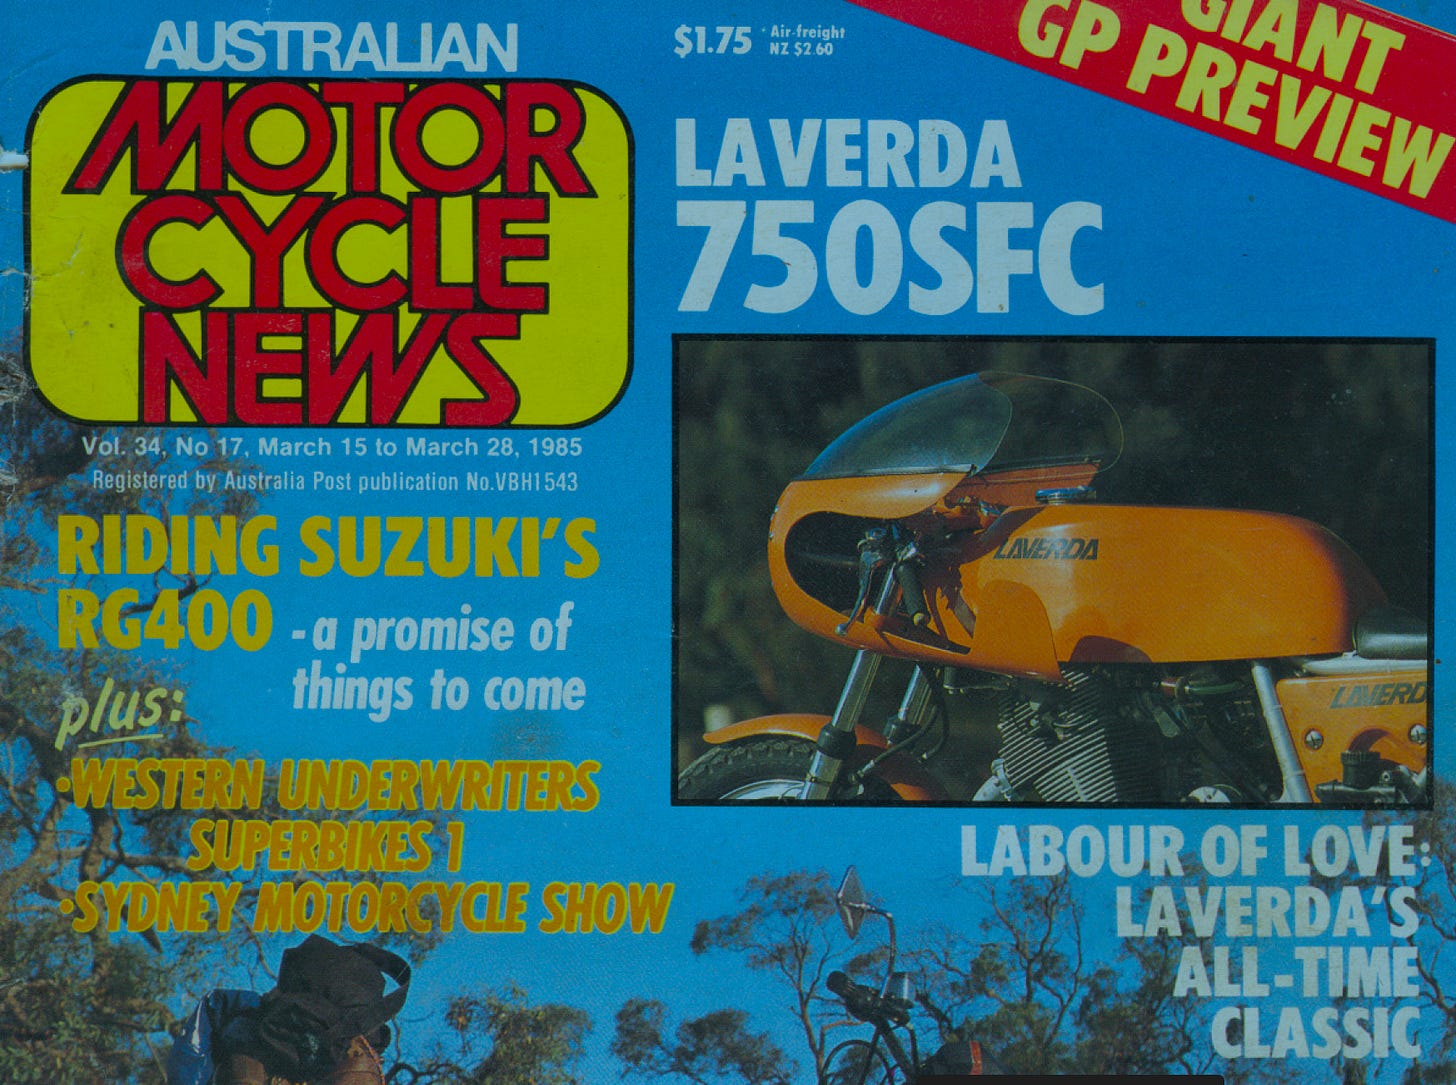 AUSTRALIAN
MOTOR
CYCLE
NEWS
Vol. 34, No 17, March 15 to March 28, 1985
Registered by Australia Post publication No.VBH1543
$1.75 Air-freight
NZ $2.60
GIANT
GP PREVIEW
LAVERDA
750SFC
LAVERDA
LAVERD
RIDING SUZUKI'S
RG400 - a promise of
things to come
plus:
•WESTERN UNDERWRITERS
SUPERBIKES 1
•SYDNEY MOTORCYCLE SHOW
LABOUR OF LOVE:
LAVERDA'S
ALL-TIME
CLASSIC